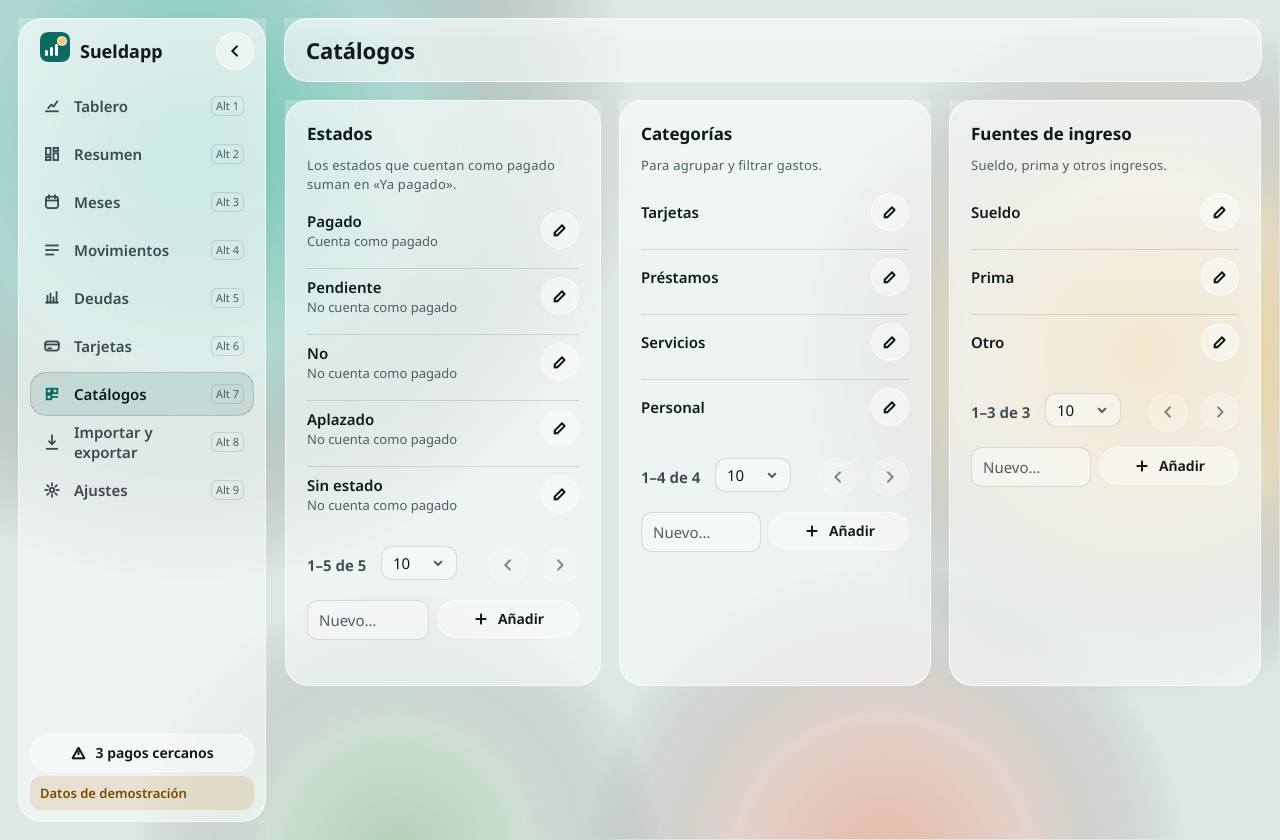 Sueldapp
Tablero Alt 1
Resumen Alt 2
Meses Alt 3
Movimientos Alt 4
Deudas Alt 5
Tarjetas Alt 6
Catálogos Alt 7
Importar y
exportar Alt 8
Ajustes Alt 9
3 pagos cercanos
Datos de demostración
Catálogos
Estados
Los estados que cuentan como pagado
suman en «Ya pagado».
Pagado
Cuenta como pagado
Pendiente
No cuenta como pagado
No
No cuenta como pagado
Aplazado
No cuenta como pagado
Sin estado
No cuenta como pagado
1–5 de 5 10
Nuevo... Añadir
Categorías
Para agrupar y filtrar gastos.
Tarjetas
Préstamos
Servicios
Personal
1–4 de 4 10
Nuevo... Añadir
Fuentes de ingreso
Sueldo, prima y otros ingresos.
Sueldo
Prima
Otro
1–3 de 3 10
Nuevo... Añadir